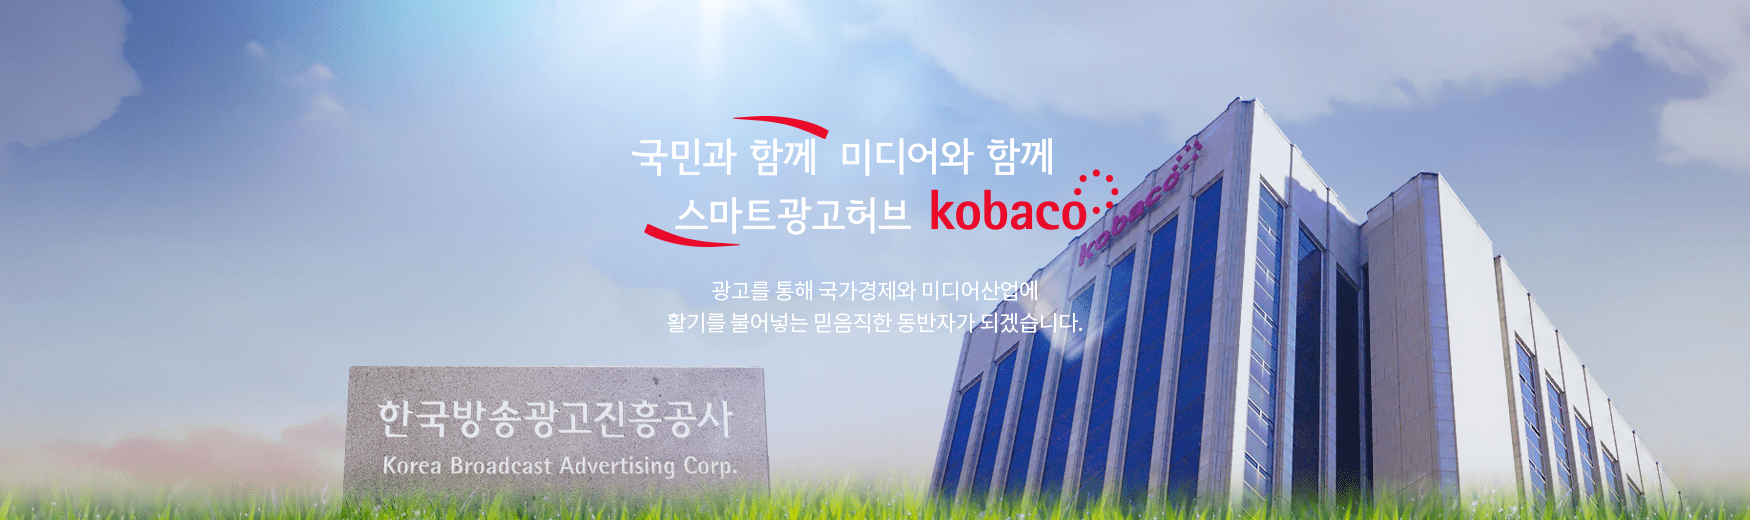 국민과 함께 미디어와 함께
스마트광고허브 kobaco
kobaco
광고를 통해 국가경제와 미디어산업에
활기를 불어넣는 믿음직한 동반자가 되겠습니다.
한국방송광고진흥공사
Korea Broadcast Advertising Corp.